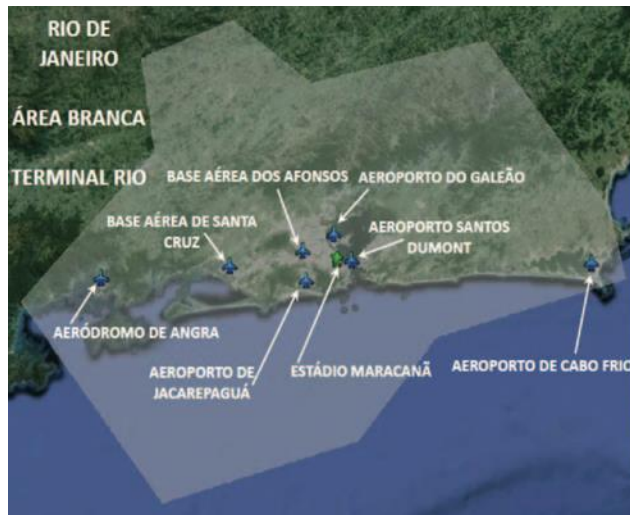 RIO DE
JANEIRO
ÁREA BRANCA
TERMINAL RIO
BASE AÉREA DOS AFONSOS
AEROPORTO DO GALEÃO
BASE AÉREA DE SANTA
CRUZ
AEROPORTO SANTOS
DUMONT
AERÓDROMO DE ANGRA
AEROPORTO DE
JACAREPAGUÁ
ESTÁDIO MARACANÃ
AEROPORTO DE CABO FRIO